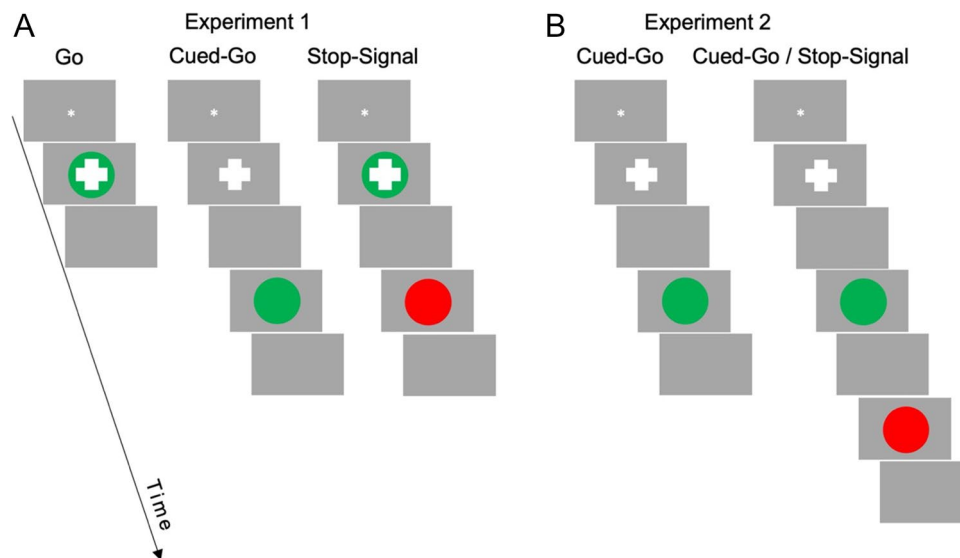 A
Experiment 1
Go
Cued-Go
Stop-Signal
*
*
*
Time
B
Experiment 2
Cued-Go
Cued-Go / Stop-Signal
*
*